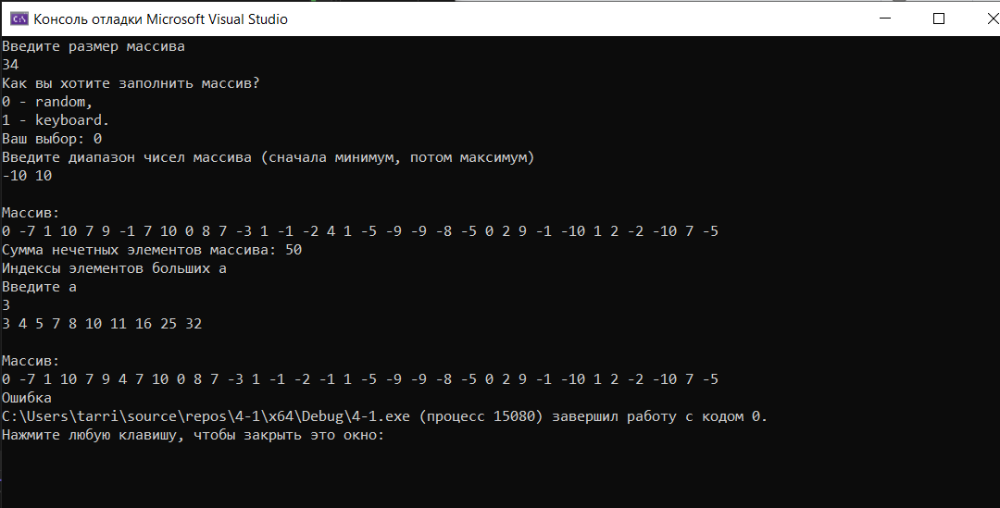 Консоль отладки Microsoft Visual Studio
Введите размер массива
34
Как вы хотите заполнить массив?
0 - random,
1 - keyboard.
Ваш выбор: 0
Введите диапазон чисел массива (сначала минимум, потом максимум)
-10 10
Массив:
0 -7 1 10 7 9 -1 7 10 0 8 7 -3 1 -1 -2 4 1 -5 -9 -9 -8 -5 0 2 9 -1 -10 1 2 -2 -10 7 -5
Сумма нечетных элементов массива: 50
Индексы элементов больших a
Введите a
3
3 4 5 7 8 10 11 16 25 32
Массив:
0 -7 1 10 7 9 4 7 10 0 8 7 -3 1 -1 -2 -1 1 -5 -9 -9 -8 -5 0 2 9 -1 -10 1 2 -2 -10 7 -5
Ошибка
C:\Users\tarri\source\repos\4-1\x64\Debug\4-1.exe (процесс 15080) завершил работу с кодом 0.
Нажмите любую клавишу, чтобы закрыть это окно: